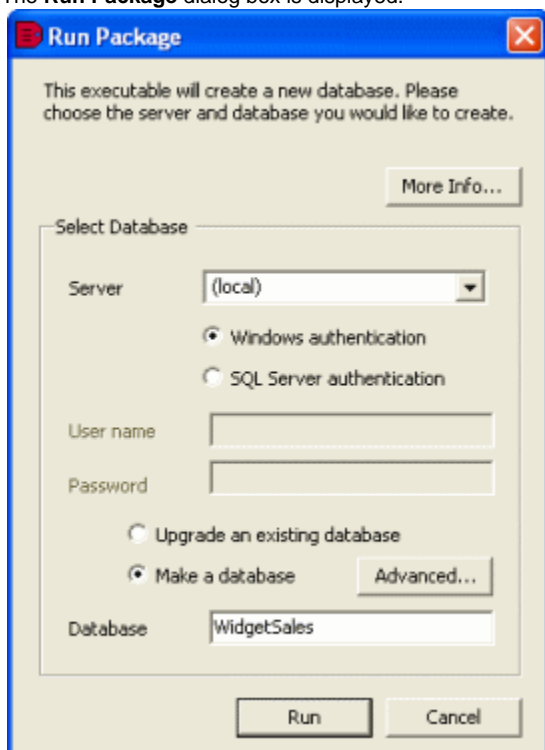 The Run Package dialog box is displayed.
Run Package
This executable will create a new database. Please
choose the server and database you would like to create.
More Info...
Select Database
Server
(local)
Windows authentication
SQL Server authentication
User name
Password
Upgrade an existing database
Make a database
Advanced...
Database
WidgetSales
Run
Cancel